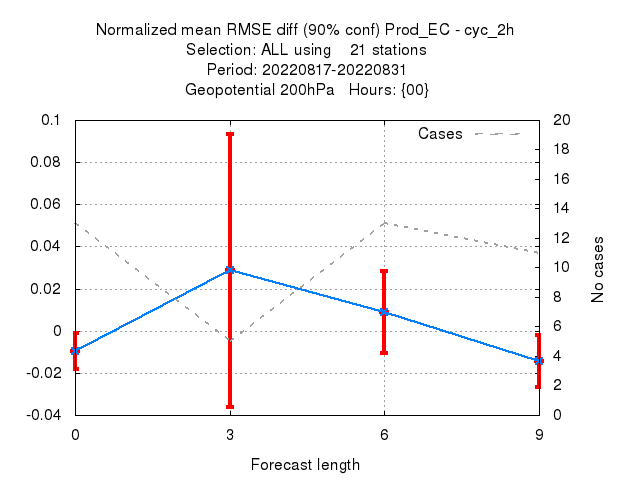 Normalized mean RMSE diff (90% conf) Prod_EC - cyc_2h
Selection: ALL using 21 stations
Period: 20220817-20220831
Geopotential 200hPa Hours: {00}
Cases
0.1
0.08
0.06
0.04
0.02
0
-0.02
-0.04
20
18
16
14
12
10
8
6
4
2
0
No cases
0 3 6 9
Forecast length